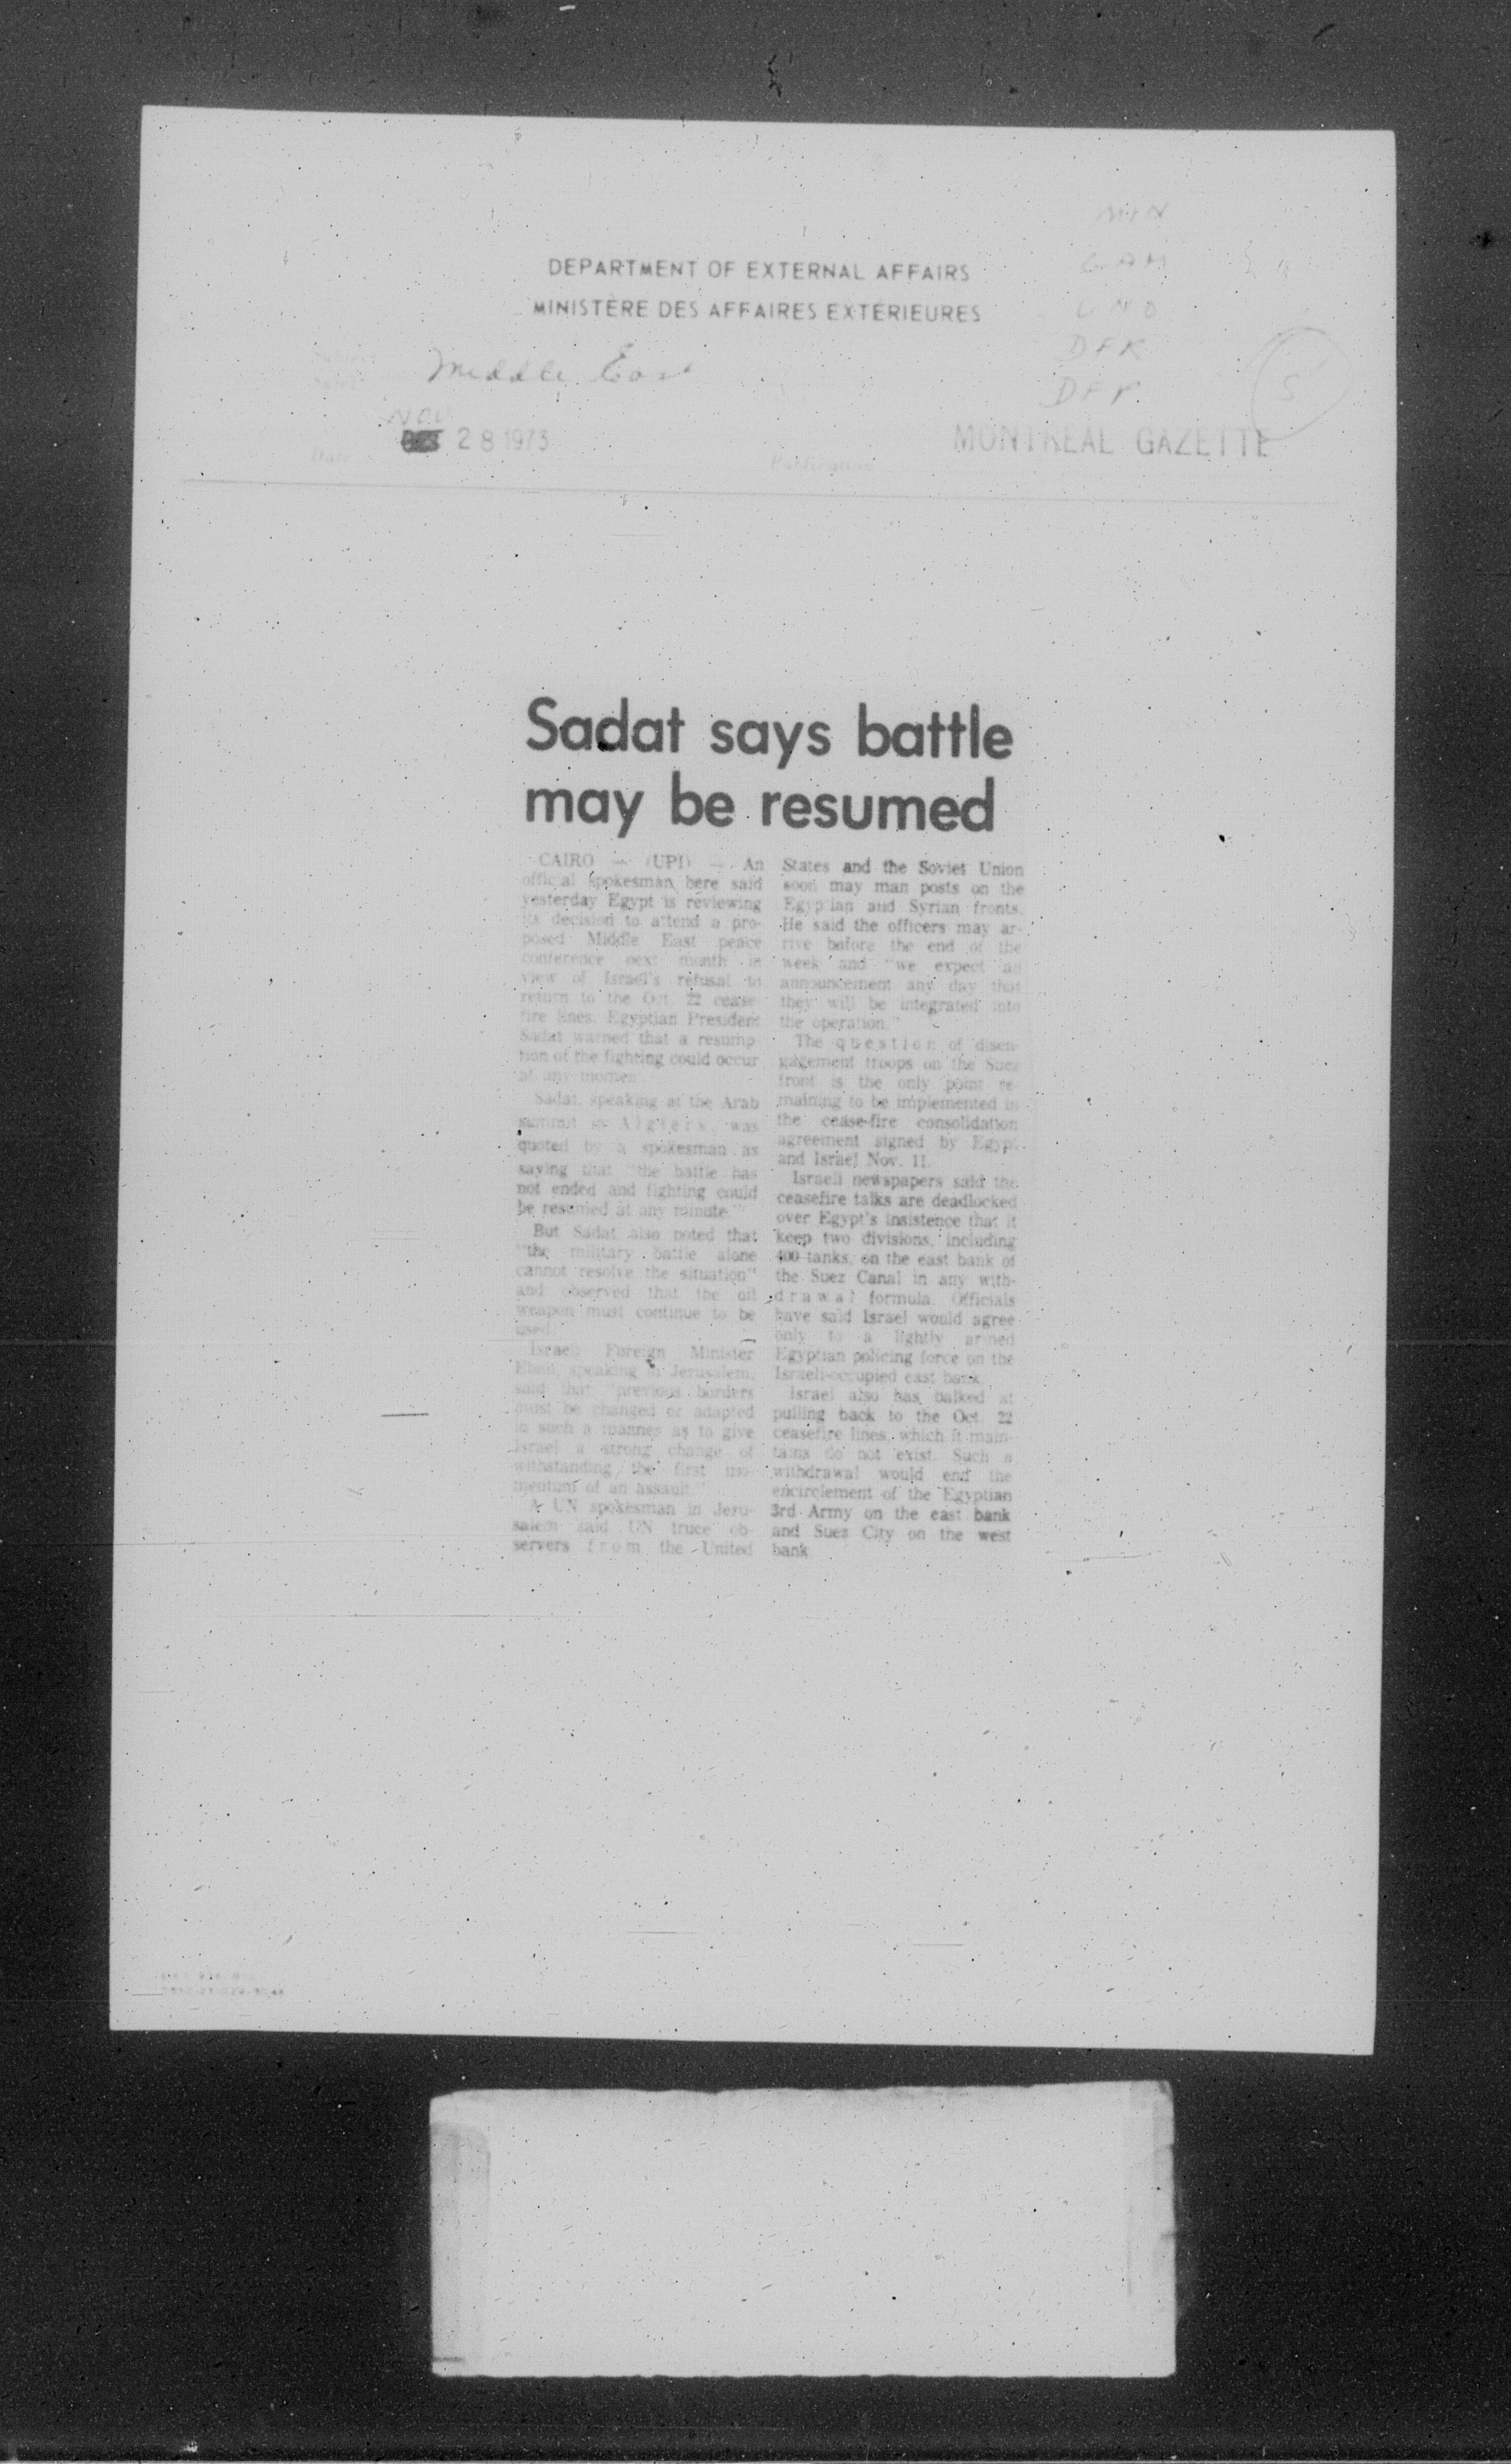 DEPARTMENT OF EXTERNAL AFFAIRS
MINISTÈRE DES AFFAIRES EXTÉRIEURES
MIN
DFR
Subject
Sujet
Middle East
NOV
28 1973
Date
Publication
MONTREAL GAZETTE
5
Sadat says battle
may be resumed
CAIRO — (UPI) — An
official spokesman here said
yesterday Egypt is reviewing
its decision to attend a pro-
posed Middle East peace
conference next month in
view of Israel's refusal to
return to the Oct. 22 cease-
fire lines. Egyptian President
Sadat warned that a resump-
tion of the fighting could occur
at any momen
Sadat, speaking at the Arab
summit in Algiers, was
quoted by a spokesman as
saying that "the battle has
not ended and fighting could
be resumed at any minute."
But Sadat also noted that
"the military battle alone
cannot resolve the situation"
and observed that the oil
weapon must continue to be
used.
Israeli Foreign Minister
Eban, speaking in Jerusalem,
said that "previous borders
must be changed or adapted
in such a manner as to give
Israel a strong change of
withstanding the first mo-
mentum of an assault."
A UN spokesman in Jeru-
salem said UN truce ob-
servers from the United
States and the Soviet Union
soon may man posts on the
Egyptian and Syrian fronts.
He said the officers may ar-
rive before the end of the
week and "we expect an
announcement any day that
they will be integrated into
the operation."
The question of disen-
gagement troops on the Suez
front is the only point re-
maining to be implemented in
the cease-fire consolidation
agreement signed by Egypt
and Israel Nov. 11.
Israeli newspapers said the
ceasefire talks are deadlocked
over Egypt's insistence that it
keep two divisions, including
400 tanks, on the east bank of
the Suez Canal in any with-
drawal formula. Officials
have said Israel would agree
only to a lightly armed
Egyptian policing force on the
Israeli-occupied east bank.
Israel also has balked at
pulling back to the Oct. 22
ceasefire lines, which it main-
tains do not exist. Such a
withdrawal would end the
encirclement of the Egyptian
3rd Army on the east bank
and Suez City on the west
bank.